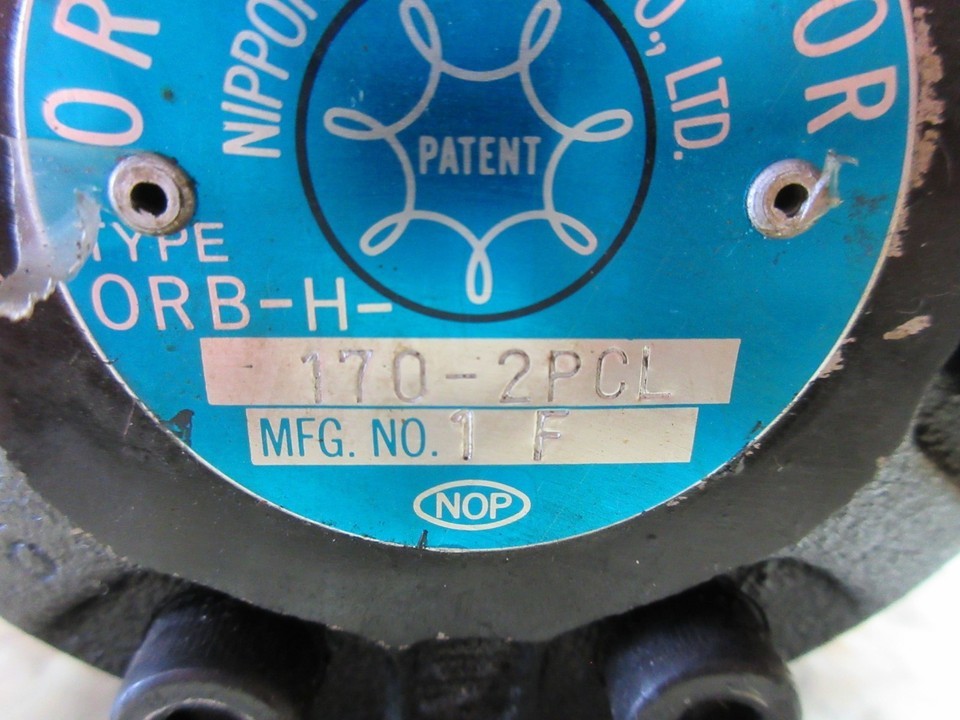 OR
OR
NIPPON
O., LTD.
PATENT
TYPE
ORB-H-
170-2PCL
MFG. NO. 1 F
NOP